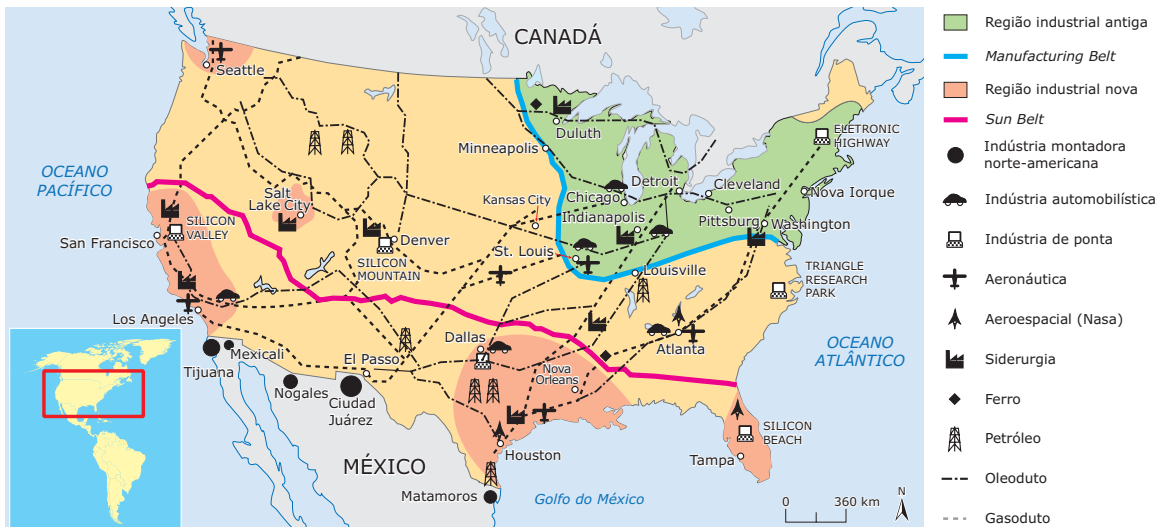 CANADÁ
Seattle
Duluth
Minneapolis
ELETRONIC
HIGHWAY
OCEANO
PACÍFICO
Salt
Lake City
Kansas City
Chicago
Detroit
Cleveland
Nova Iorque
Indianapolis
Pittsburg
Washington
San Francisco
SILICON
VALLEY
Denver
SILICON
MOUNTAIN
St. Louis
Louisville
TRIANGLE
RESEARCH
PARK
Los Angeles
Dallas
Atlanta
OCEANO
ATLÂNTICO
Mexicali
Tijuana
El Passo
Nova
Orleans
Nogales
Ciudad
Juárez
SILICON
BEACH
Houston
Tampa
MÉXICO
Matamoros
Golfo do México
0 360 km
N
Região industrial antiga
Manufacturing Belt
Região industrial nova
Sun Belt
Indústria montadora
norte-americana
Indústria automobilística
Indústria de ponta
Aeronáutica
Aeroespacial (Nasa)
Siderurgia
Ferro
Petróleo
Oleoduto
Gasoduto